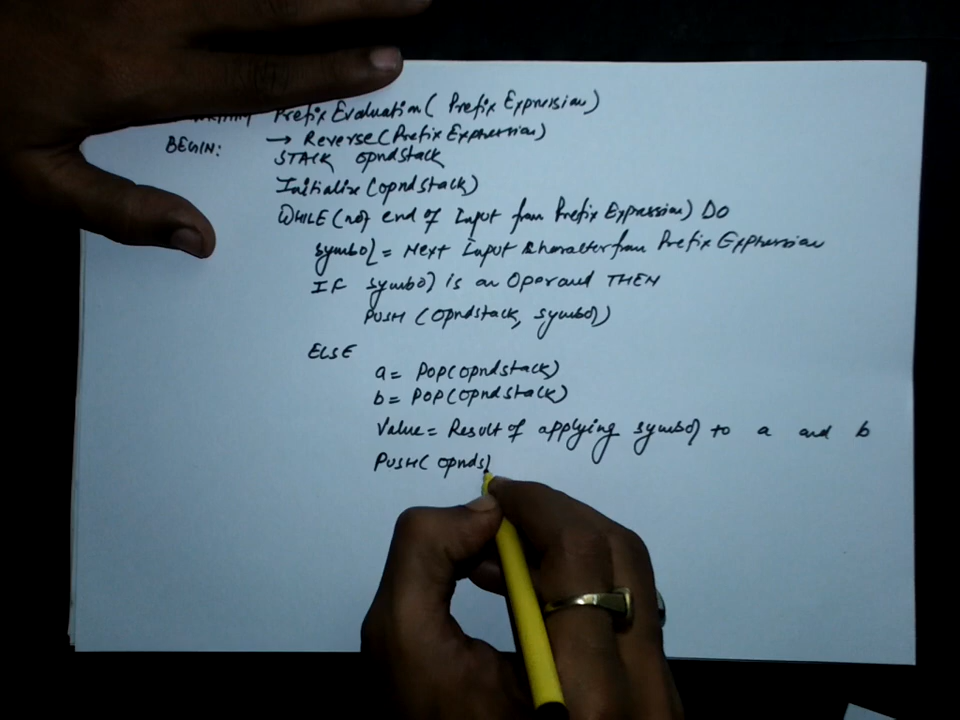 Prefix Evaluation( Prefix Expression)
BEGIN: → Reverse(Prefix Expression)
STACK opndstack
Initialize (opndstack)
WHILE(not end of Input from Prefix Expression) DO
symbol = Next Input Character from Prefix Expression
IF symbol is an Operand THEN
PUSH (Opndstack, symbol)
ELSE
a = POP(opndstack)
b = POP(opndstack)
Value = Result of applying symbol to a and b
PUSH( opnds